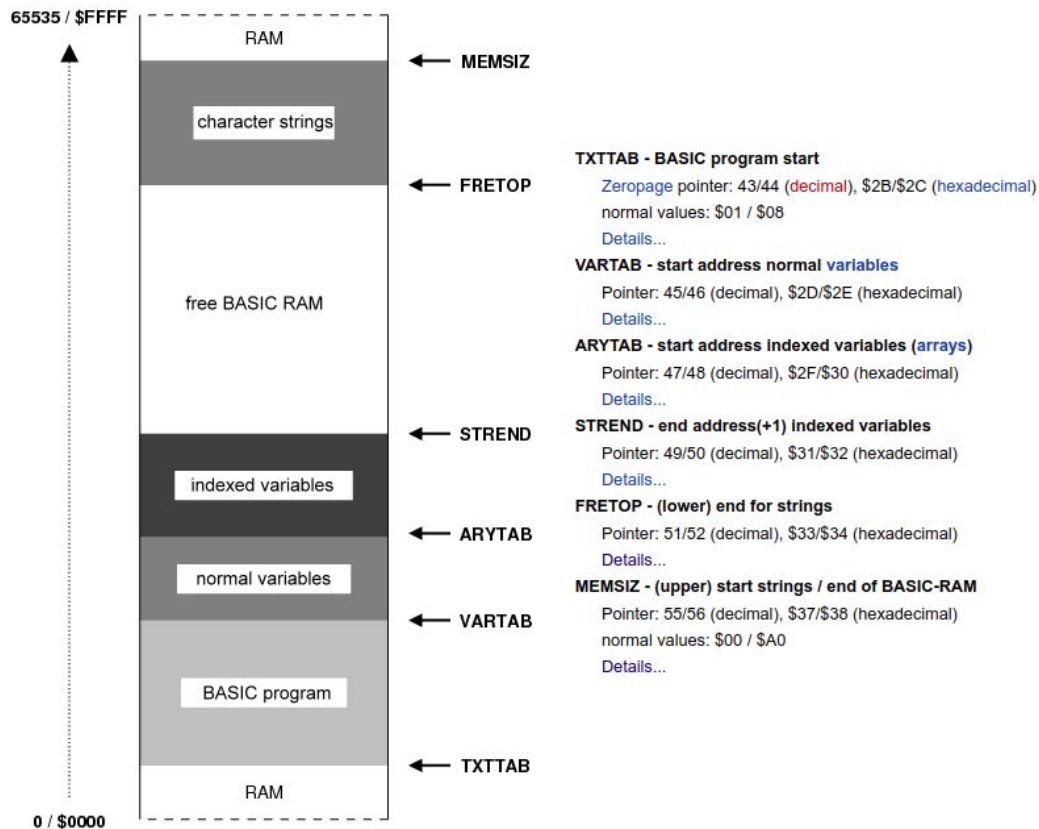 65535 / $FFFF
RAM
MEMSIZ
character strings
FRETOP
free BASIC RAM
STREND
indexed variables
ARYTAB
normal variables
VARTAB
BASIC program
TXTTAB
RAM
0 / $0000
TXTTAB - BASIC program start
Zeropage pointer: 43/44 (decimal), $2B/$2C (hexadecimal)
normal values: $01 / $08
Details...
VARTAB - start address normal variables
Pointer: 45/46 (decimal), $2D/$2E (hexadecimal)
Details...
ARYTAB - start address indexed variables (arrays)
Pointer: 47/48 (decimal), $2F/$30 (hexadecimal)
Details...
STREND - end address(+1) indexed variables
Pointer: 49/50 (decimal), $31/$32 (hexadecimal)
Details...
FRETOP - (lower) end for strings
Pointer: 51/52 (decimal), $33/$34 (hexadecimal)
Details...
MEMSIZ - (upper) start strings / end of BASIC-RAM
Pointer: 55/56 (decimal), $37/$38 (hexadecimal)
normal values: $00 / $A0
Details...